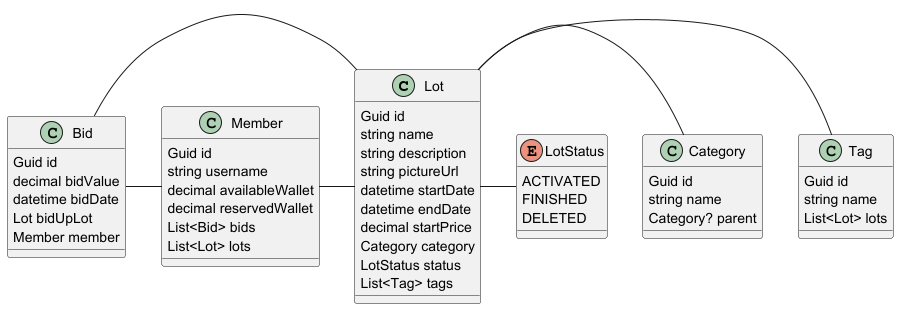 C Bid
Guid id
decimal bidValue
datetime bidDate
Lot bidUpLot
Member member
C Member
Guid id
string username
decimal availableWallet
decimal reservedWallet
List<Bid> bids
List<Lot> lots
C Lot
Guid id
string name
string description
string pictureUrl
datetime startDate
datetime endDate
decimal startPrice
Category category
LotStatus status
List<Tag> tags
E LotStatus
ACTIVATED
FINISHED
DELETED
C Category
Guid id
string name
Category? parent
C Tag
Guid id
string name
List<Lot> lots